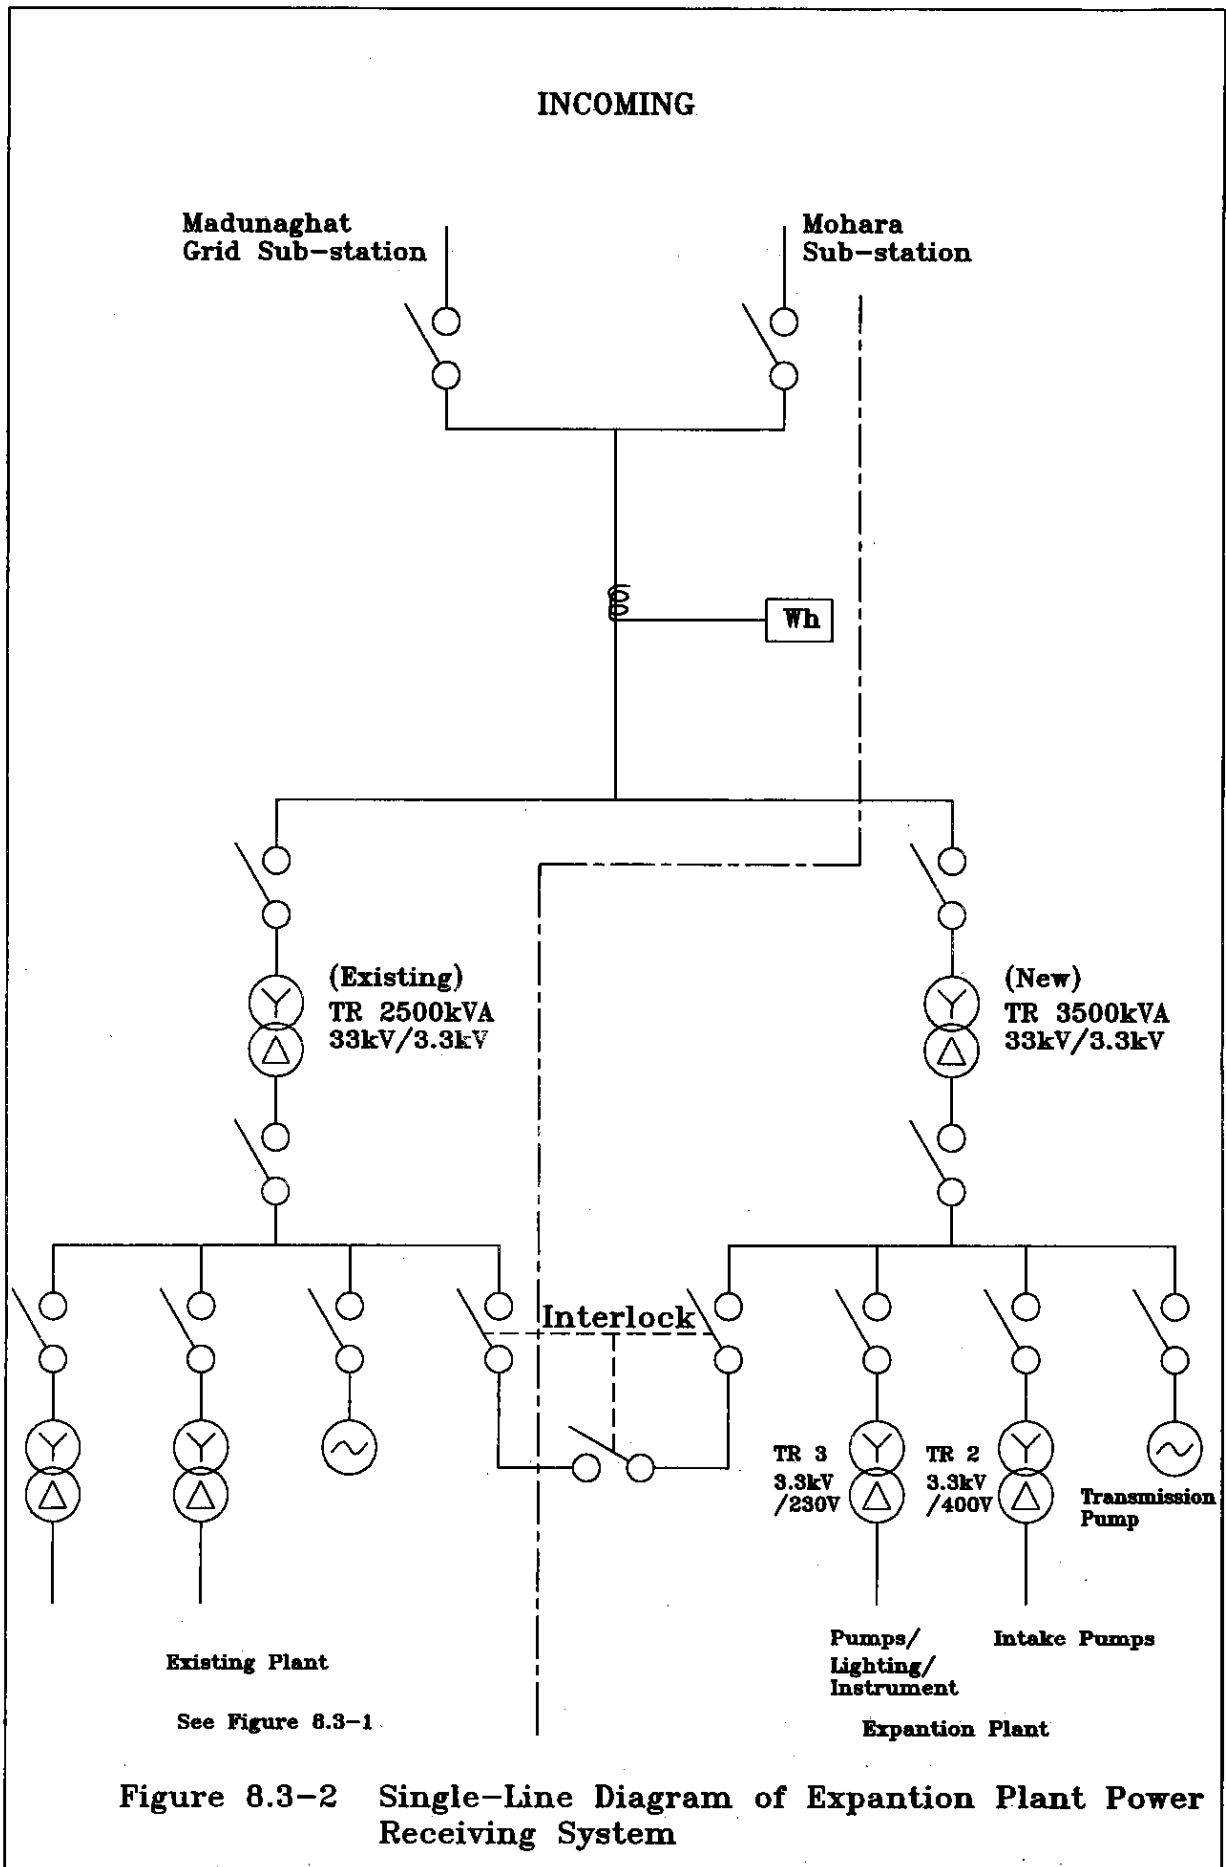 INCOMING
Madunaghat
Grid Sub-station
Mohara
Sub-station
Wh
(Existing)
TR 2500kVA
33kV/3.3kV
(New)
TR 3500kVA
33kV/3.3kV
Interlock
TR 3
3.3kV
/230V
TR 2
3.3kV
/400V
Transmission
Pump
Pumps/
Lighting/
Instrument
Intake Pumps
Existing Plant
See Figure 8.3-1
Expantion Plant
Figure 8.3-2 Single-Line Diagram of Expantion Plant Power
Receiving System